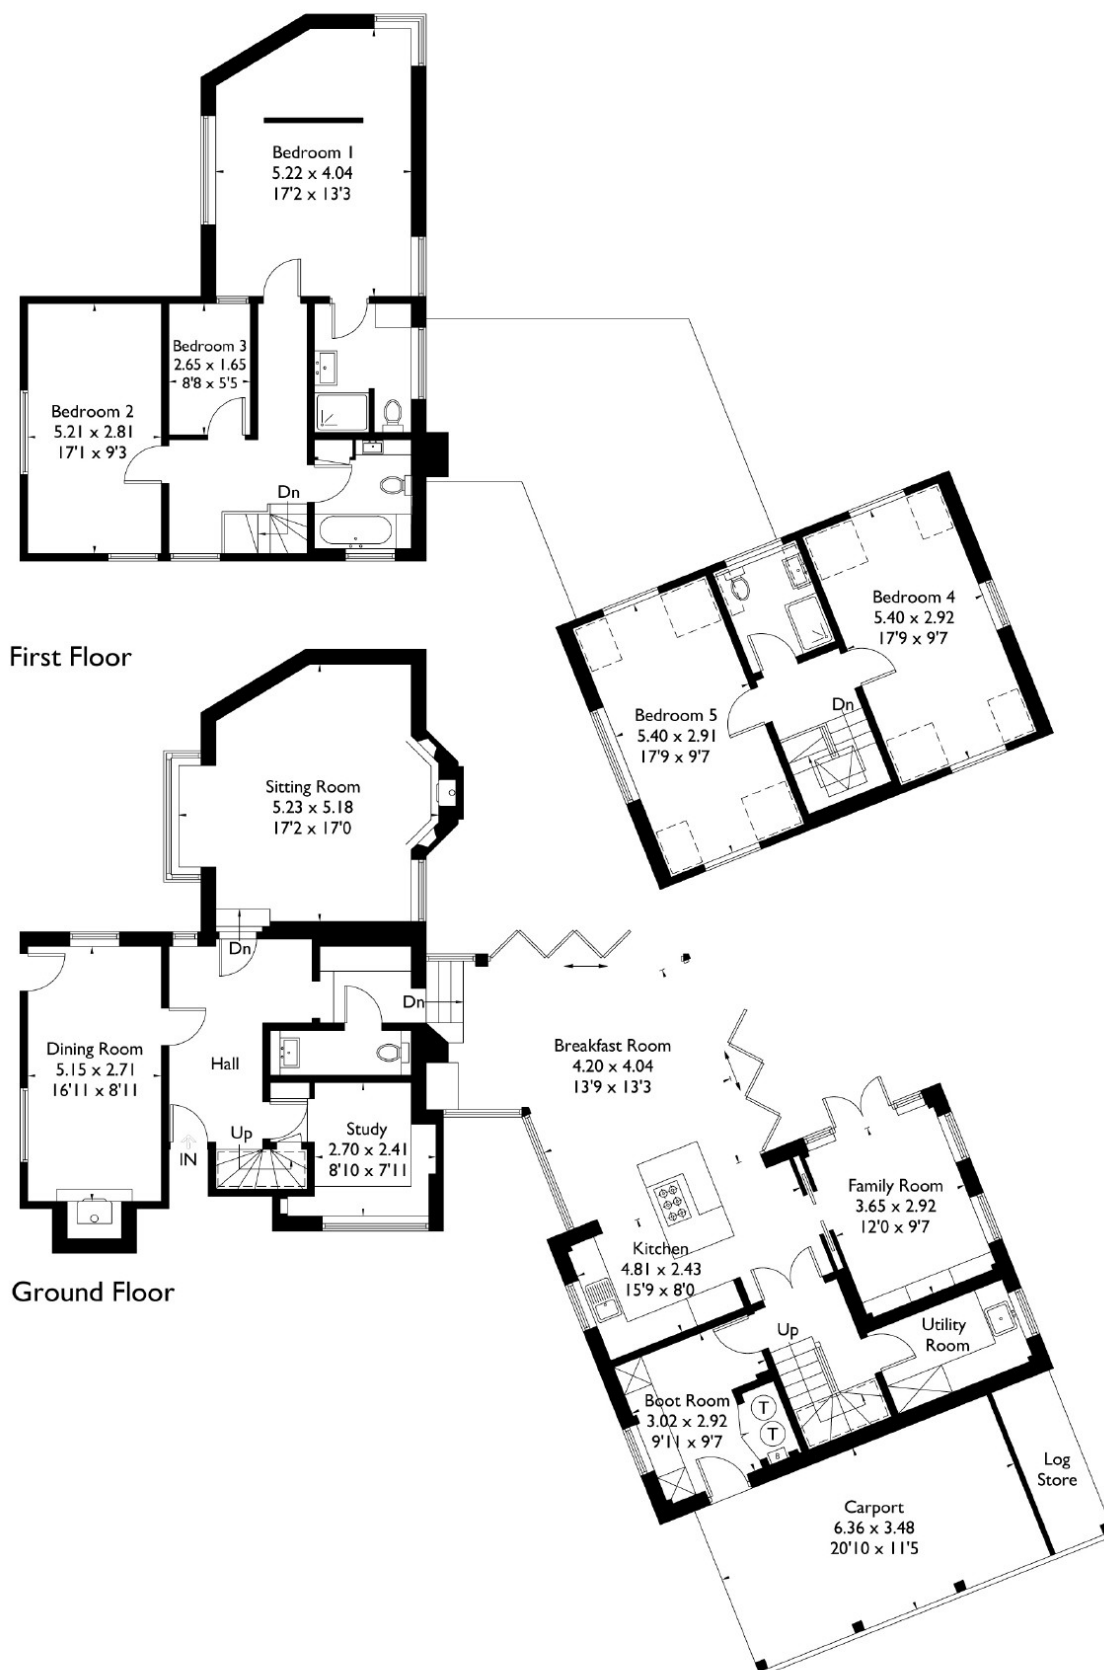 Bedroom 1
5.22 x 4.04
17'2 x 13'3
Bedroom 3
2.65 x 1.65
8'8 x 5'5
Bedroom 2
5.21 x 2.81
17'1 x 9'3
Dn
Bedroom 4
5.40 x 2.92
17'9 x 9'7
Dn
Bedroom 5
5.40 x 2.91
17'9 x 9'7
First Floor
Sitting Room
5.23 x 5.18
17'2 x 17'0
Dn
Dn
Dining Room
5.15 x 2.71
16'11 x 8'11
Hall
Breakfast Room
4.20 x 4.04
13'9 x 13'3
Up
IN
Study
2.70 x 2.41
8'10 x 7'11
Family Room
3.65 x 2.92
12'0 x 9'7
Kitchen
4.81 x 2.43
15'9 x 8'0
Ground Floor
Up
Utility
Room
Boot Room
3.02 x 2.92
9'11 x 9'7
T
T
Log
Store
Carport
6.36 x 3.48
20'10 x 11'5